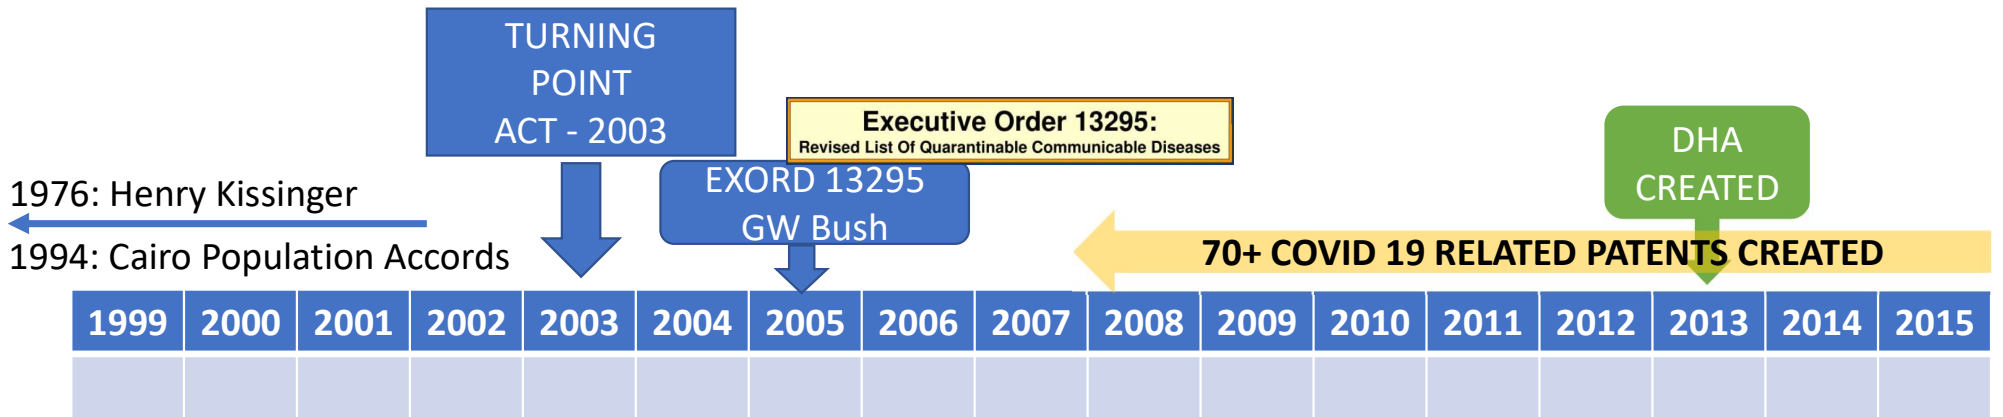 TURNING
POINT
ACT - 2003
Executive Order 13295:
Revised List Of Quarantinable Communicable Diseases
EXORD 13295
GW Bush
DHA
CREATED
1976: Henry Kissinger
1994: Cairo Population Accords
70+ COVID 19 RELATED PATENTS CREATED
1999 2000 2001 2002 2003 2004 2005 2006 2007 2008 2009 2010 2011 2012 2013 2014 2015